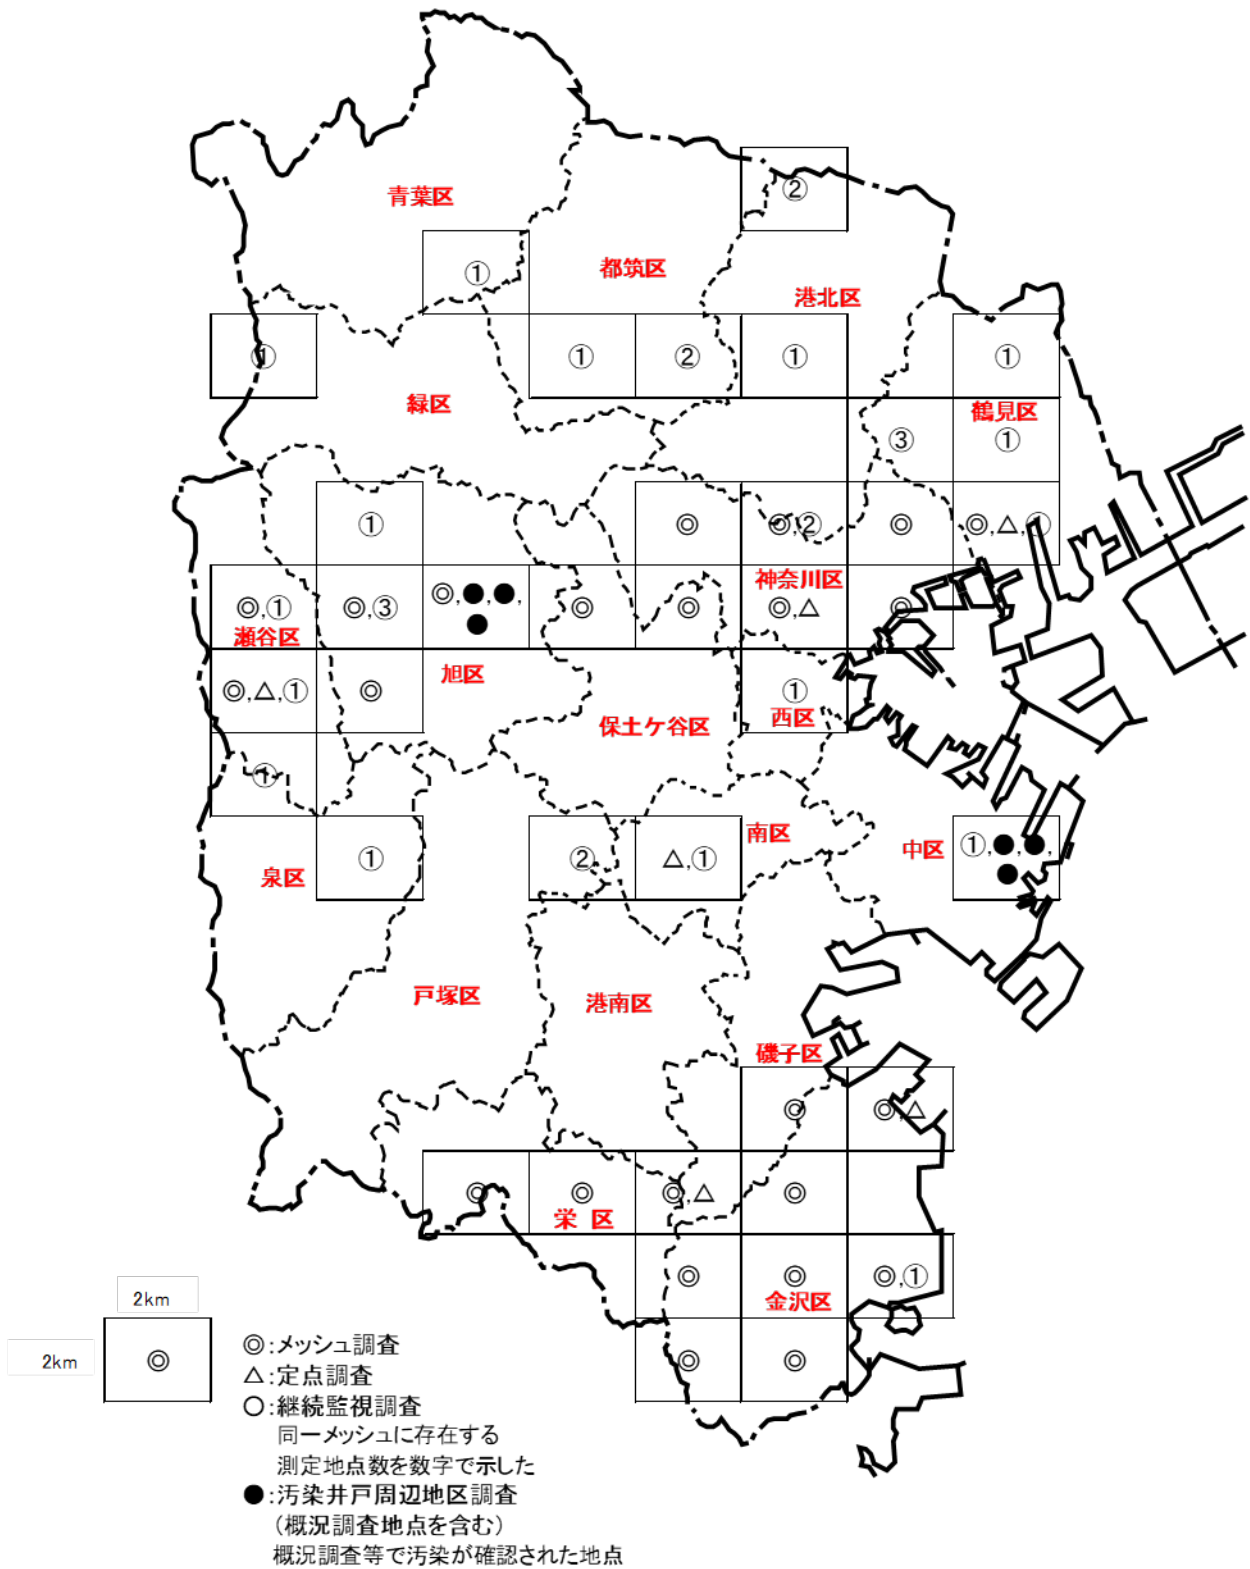 ②
青葉区
都筑区
①
港北区
①
①
②
①
①
緑区
鶴見区
③
①
①
◎
◎,②
◎
◎,△,①
神奈川区
◎,①
◎,③
◎,●,●,
●
◎
◎
◎,△
◎
瀬谷区
旭区
◎,△,①
◎
①
西区
保土ケ谷区
①
南区
中区
①
②
△,①
①,●,●,
●
泉区
戸塚区
港南区
磯子区
◎
◎,△
◎
◎
◎,△
◎
栄 区
◎
◎
◎,①
金沢区
2km
2km
◎
◎
◎
◎:メッシュ調査
△:定点調査
○:継続監視調査
同一メッシュに存在する
測定地点数を数字で示した
●:汚染井戸周辺地区調査
(概況調査地点を含む)
概況調査等で汚染が確認された地点